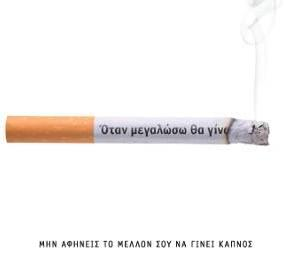 Όταν μεγαλώσω θα γίνω
ΜΗΝ ΑΦΗΝΕΙΣ ΤΟ ΜΕΛΛΟΝ ΣΟΥ ΝΑ ΓΙΝΕΙ ΚΑΠΝΟΣ